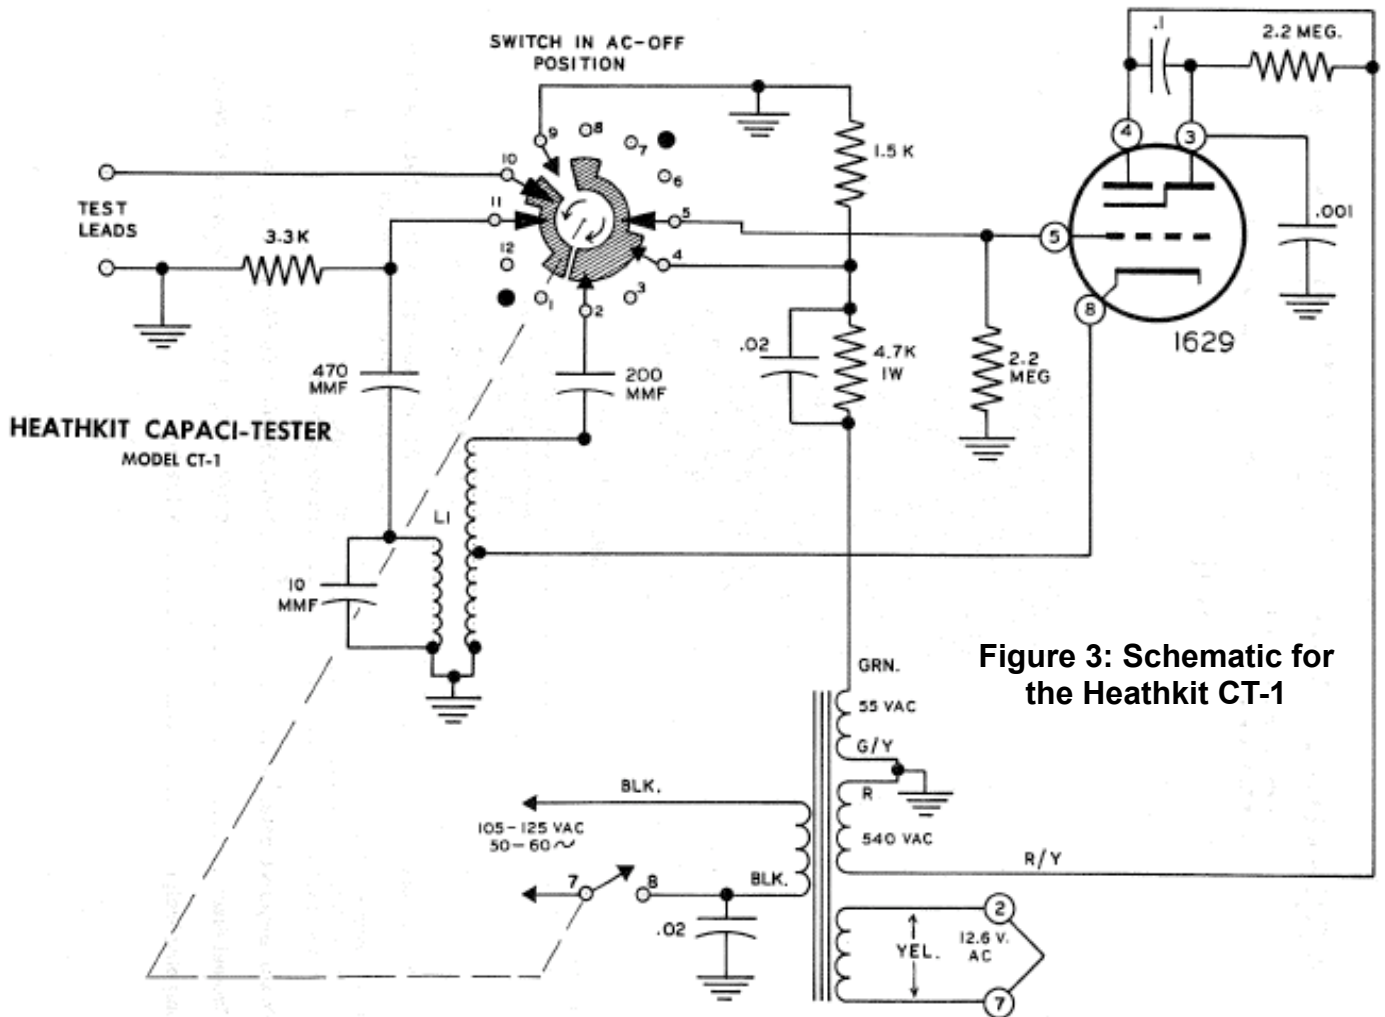 SWITCH IN AC-OFF
POSITION
9
8
7
10
6
11
5
12
4
1
2
3
TEST
LEADS
3.3K
470
MMF
200
MMF
HEATHKIT CAPACI-TESTER
MODEL CT-1
L1
10
MMF
1.5 K
.02
4.7K
1W
2.2
MEG
.1
2.2 MEG.
4
3
5
8
.001
1629
Figure 3: Schematic for
the Heathkit CT-1
GRN.
55 VAC
G/Y
R
540 VAC
R/Y
BLK.
105-125 VAC
50-60~
7
8
BLK.
.02
YEL.
12.6 V.
AC
2
7